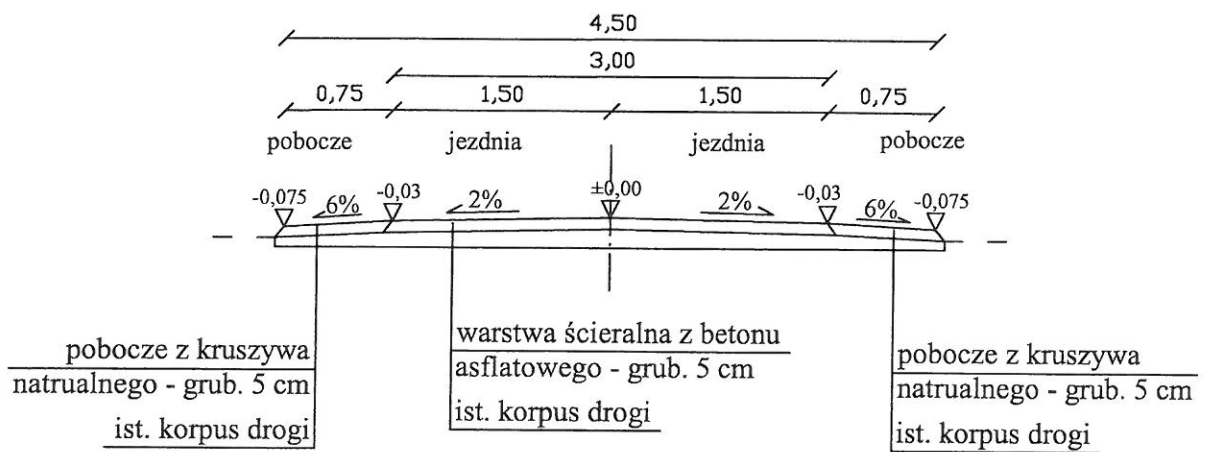 4,50
3,00
0,75 1,50 1,50 0,75
pobocze jezdnia jezdnia pobocze
-0,075 6% -0,03 2% ±0,00 2% -0,03 6% -0,075
pobocze z kruszywa
natrualnego - grub. 5 cm
ist. korpus drogi
warstwa ścieralna z betonu
asflatowego - grub. 5 cm
ist. korpus drogi
pobocze z kruszywa
natrualnego - grub. 5 cm
ist. korpus drogi